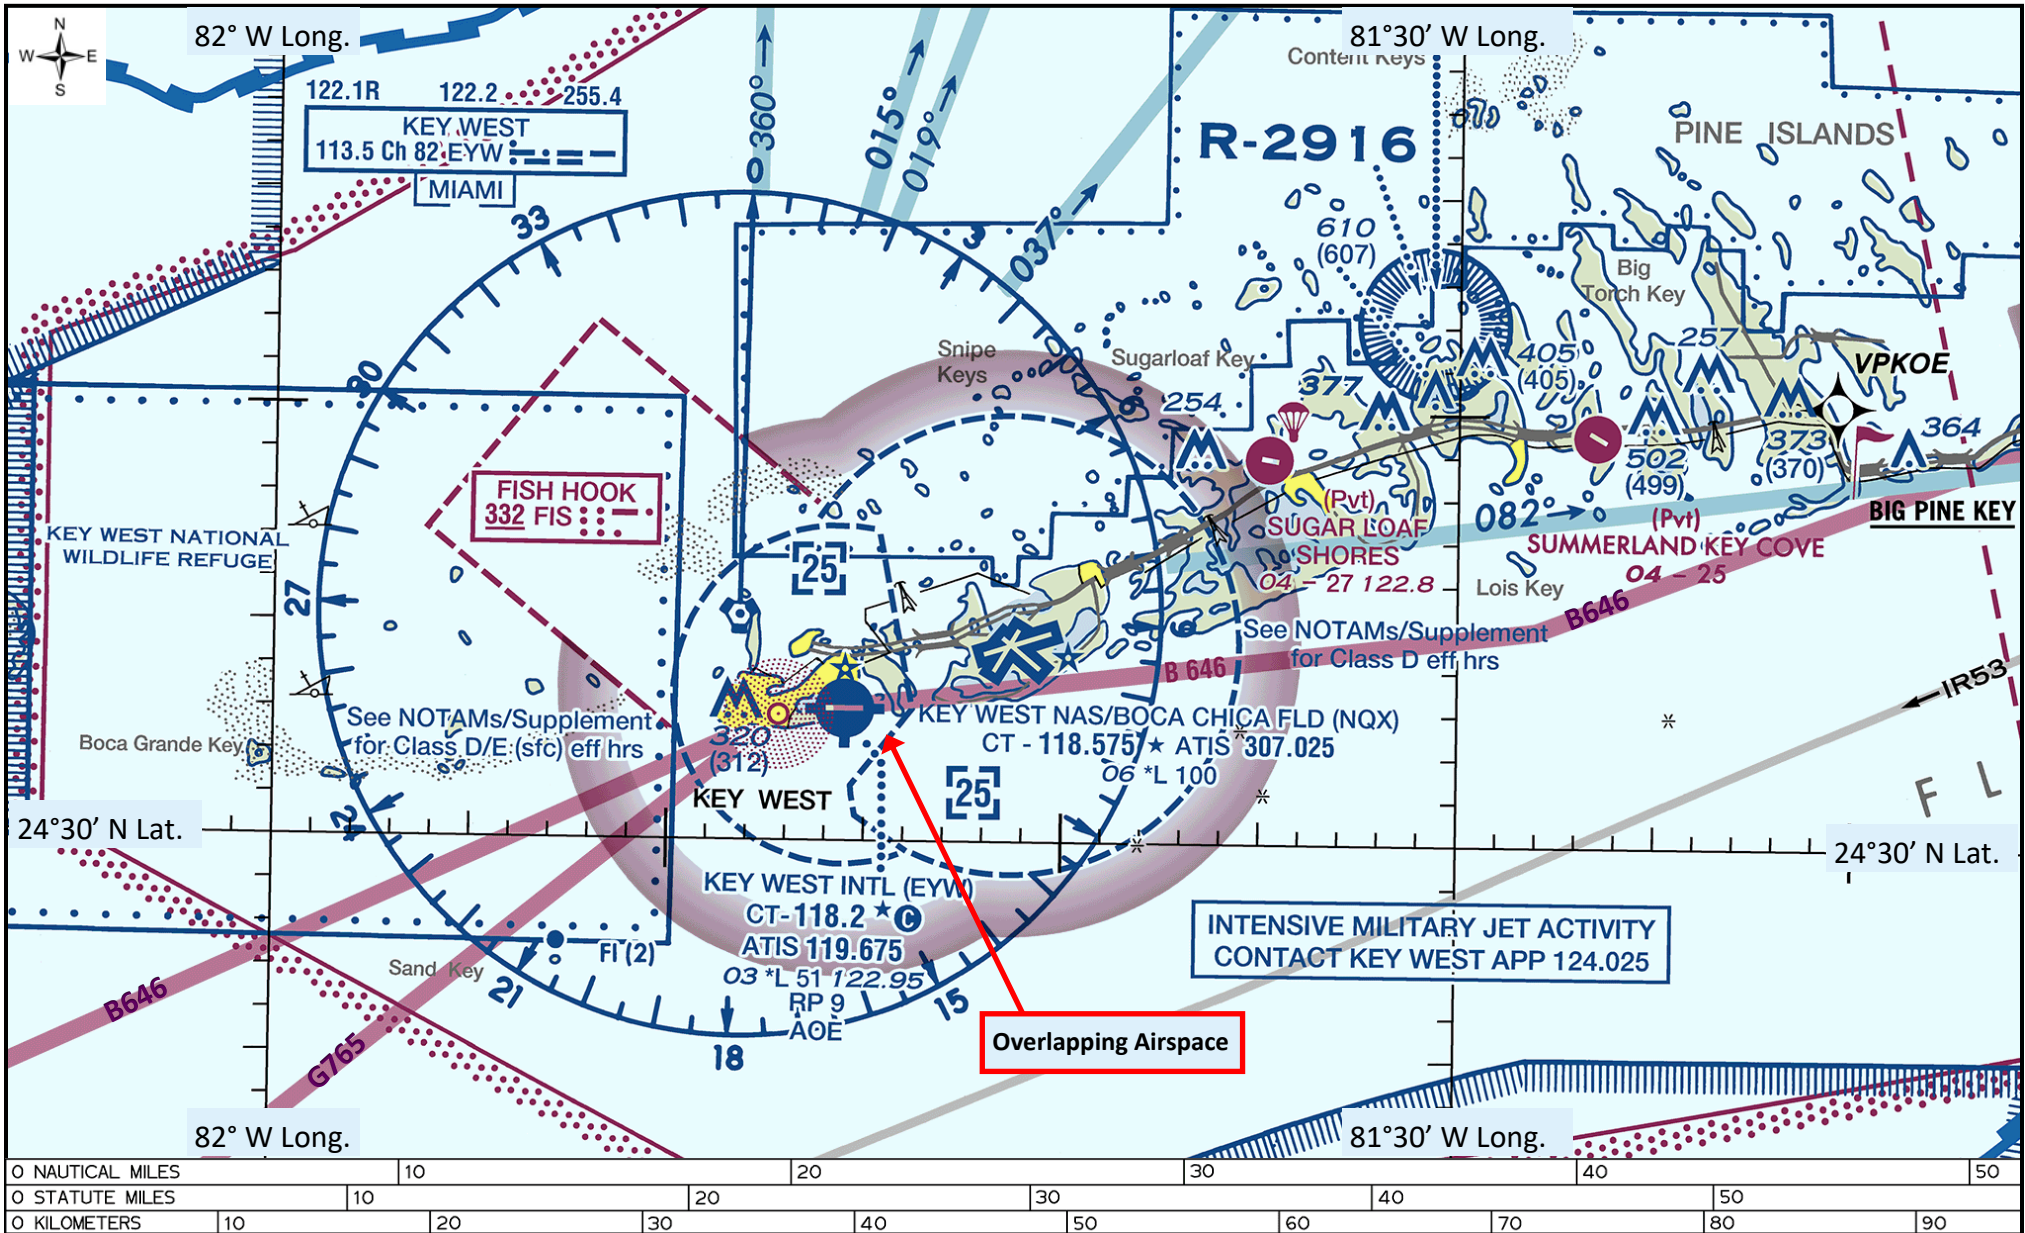 N
W E
S
82° W Long.
81°30’ W Long.
Content Keys
122.1R 122.2 255.4
KEY WEST
113.5 Ch 82 EYW
MIAMI
360°
015°
019°
037°
R-2916
PINE ISLANDS
0
33
3
610
(607)
Big
Torch Key
30
Snipe
Keys
Sugarloaf Key
6
254
377
405
(405)
257
VPKOE
373
(370)
364
502
(499)
FISH HOOK
332 FIS
KEY WEST NATIONAL
WILDLIFE REFUGE
25
(Pvt)
SUGAR LOAF
SHORES
04 - 27 122.8
082°
(Pvt)
SUMMERLAND KEY COVE
04 - 25
BIG PINE KEY
Lois Key
27
9
B646
See NOTAMs/Supplement
for Class D eff hrs
B 646
IR53
See NOTAMs/Supplement
for Class D/E (sfc) eff hrs
Boca Grande Key
320
(312)
KEY WEST
KEY WEST NAS/BOCA CHICA FLD (NQX)
CT - 118.575 ★ ATIS 307.025
06 *L 100
25
F L
24
24°30’ N Lat.
24°30’ N Lat.
KEY WEST INTL (EYW)
CT-118.2 ★ C
ATIS 119.675
03 *L 51 122.95
RP 9
AOE
INTENSIVE MILITARY JET ACTIVITY
CONTACT KEY WEST APP 124.025
Fl (2)
Sand Key
21
15
18
B646
G765
Overlapping Airspace
82° W Long.
81°30’ W Long.
0 NAUTICAL MILES 10 20 30 40 50
0 STATUTE MILES 10 20 30 40 50
0 KILOMETERS 10 20 30 40 50 60 70 80 90